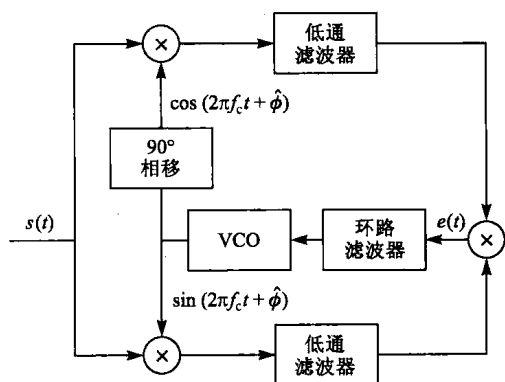 低通
滤波器
×
cos (2πf_c t + φ̂)
90°
相移
s(t)
VCO
环路
滤波器
e(t)
×
sin (2πf_c t + φ̂)
×
低通
滤波器